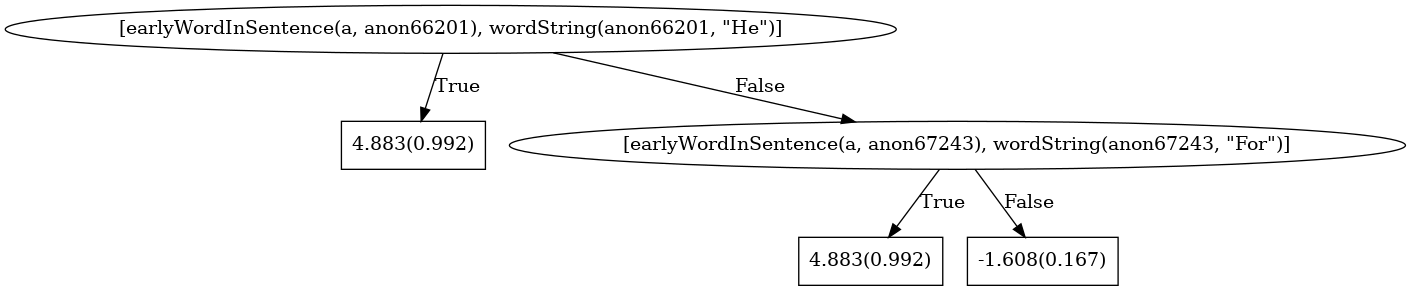 [earlyWordInSentence(a, anon66201), wordString(anon66201, "He")]
True
False
4.883(0.992)
[earlyWordInSentence(a, anon67243), wordString(anon67243, "For")]
True
False
4.883(0.992)
-1.608(0.167)